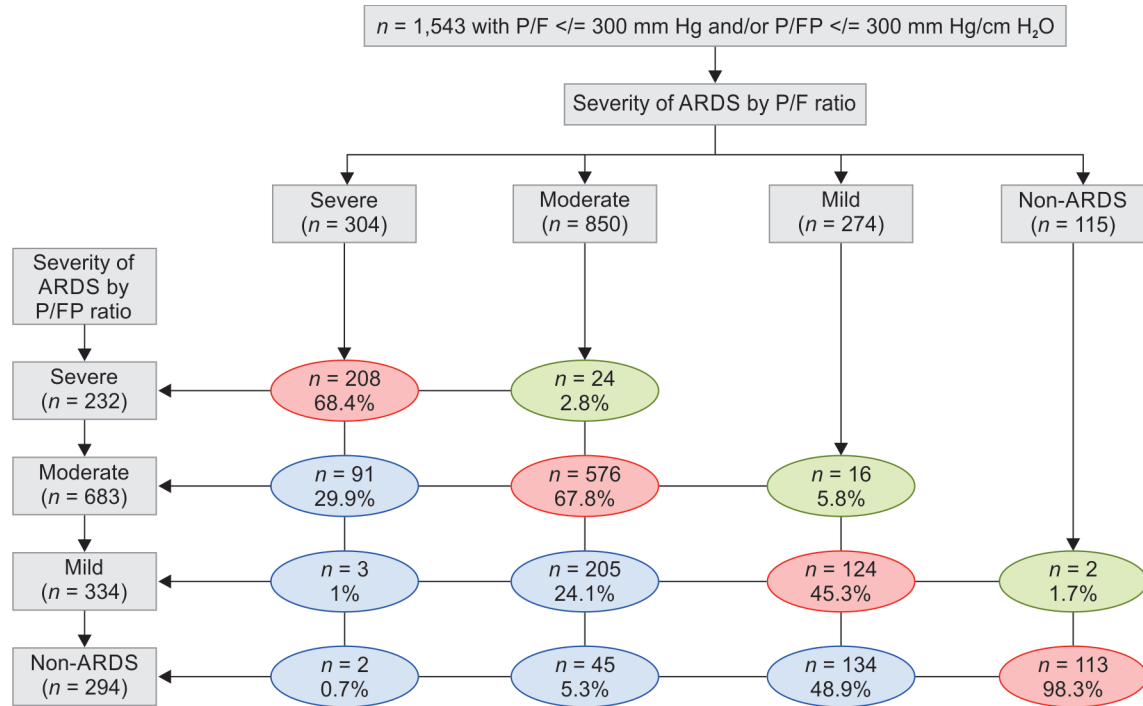 n = 1,543 with P/F </= 300 mm Hg and/or P/FP </= 300 mm Hg/cm H₂O
Severity of ARDS by P/F ratio
Severe
(n = 304)
Moderate
(n = 850)
Mild
(n = 274)
Non-ARDS
(n = 115)
Severity of
ARDS by
P/FP ratio
Severe
(n = 232)
n = 208
68.4%
n = 24
2.8%
Moderate
(n = 683)
n = 91
29.9%
n = 576
67.8%
n = 16
5.8%
Mild
(n = 334)
n = 3
1%
n = 205
24.1%
n = 124
45.3%
n = 2
1.7%
Non-ARDS
(n = 294)
n = 2
0.7%
n = 45
5.3%
n = 134
48.9%
n = 113
98.3%